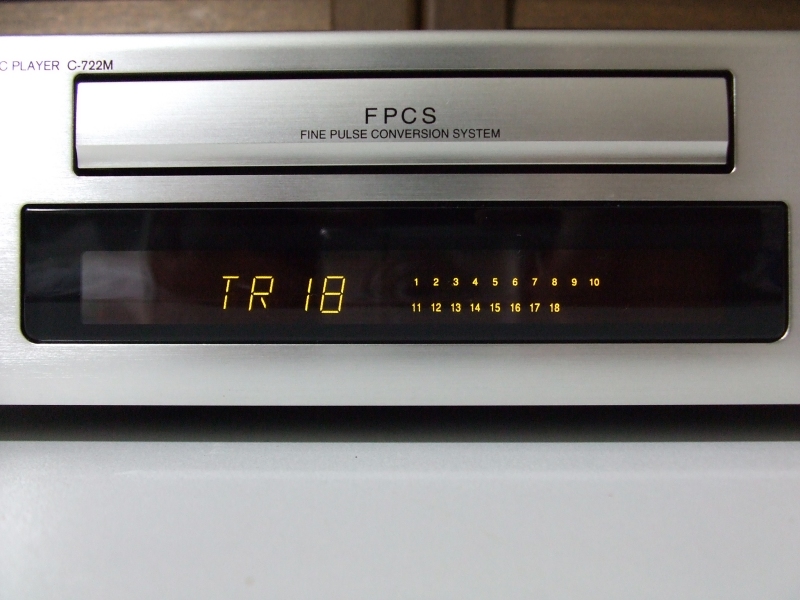 C PLAYER C-722M
FPCS
FINE PULSE CONVERSION SYSTEM
TR 18
1 2 3 4 5 6 7 8 9 10
11 12 13 14 15 16 17 18